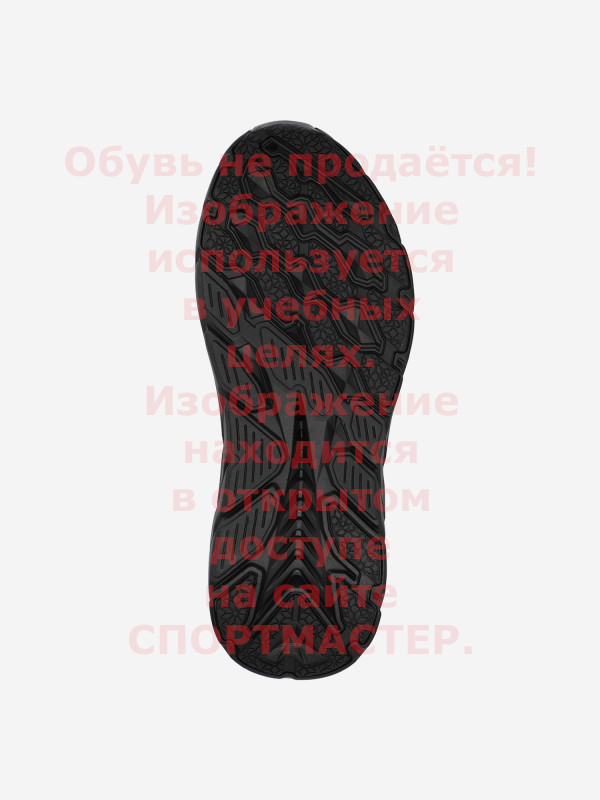 Обувь не продаётся!
Изображение
используется
в учебных
целях.
Изображение
находится
в открытом
доступе
на сайте
СПОРТМАСТЕР.